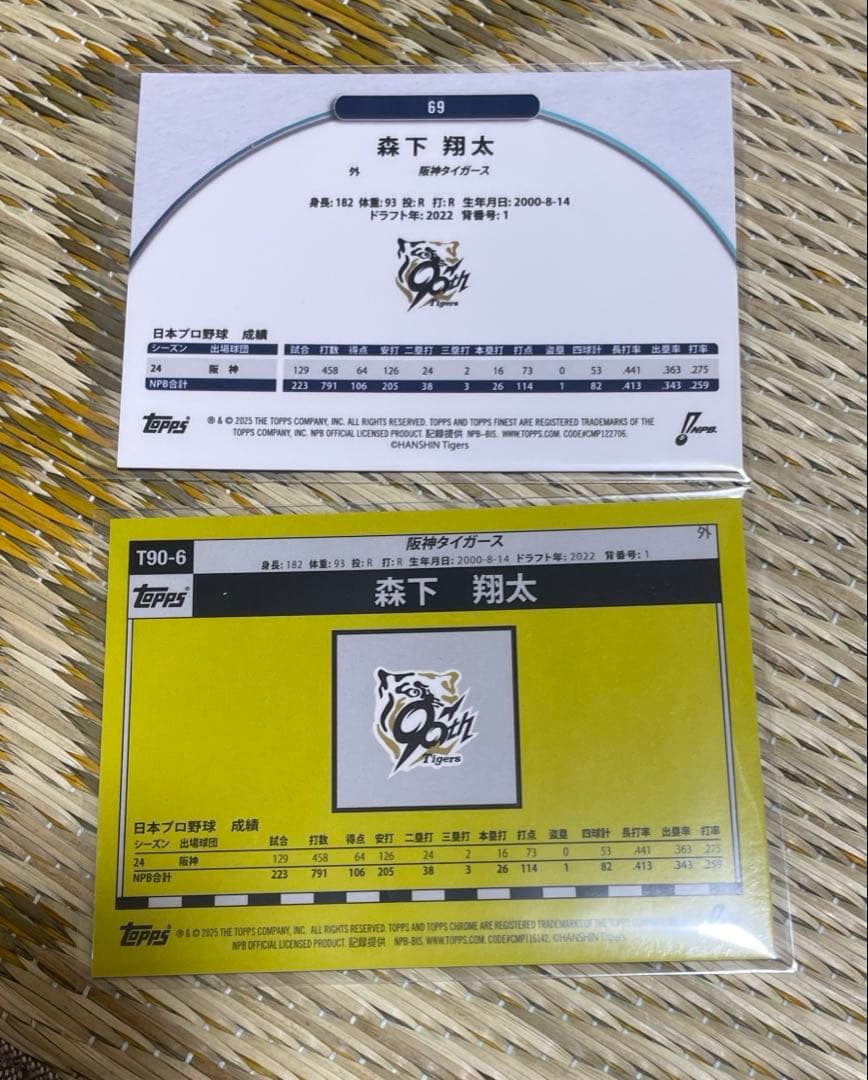 69
森下 翔太
外 阪神タイガース
身長: 182 体重: 93 投: R 打: R 生年月日: 2000-8-14
ドラフト年: 2022 背番号: 1
90th
Tigers
日本プロ野球 成績
シーズン 出場球団 試合 打数 得点 安打 二塁打 三塁打 本塁打 打点 盗塁 四球計 長打率 出塁率 打率
24 阪 神 129 458 64 126 24 2 16 73 0 53 .441 .363 .275
NPB合計 223 791 106 205 38 3 26 114 1 82 .413 .343 .259
topps ® & © 2025 THE TOPPS COMPANY, INC. ALL RIGHTS RESERVED. TOPPS AND TOPPS FINEST ARE REGISTERED TRADEMARKS OF THE
TOPPS COMPANY, INC. NPB OFFICIAL LICENSED PRODUCT. 記録提供 NPB-BIS. WWW.TOPPS.COM. CODE#CMP122706.
©HANSHIN Tigers
NPB.
T90-6 阪神タイガース 外
身長: 182 体重: 93 投: R 打: R 生年月日: 2000-8-14 ドラフト年: 2022 背番号: 1
topps® 森下 翔太
90th
Tigers
日本プロ野球 成績
シーズン 出場球団 試合 打数 得点 安打 二塁打 三塁打 本塁打 打点 盗塁 四球計 長打率 出塁率 打率
24 阪神 129 458 64 126 24 2 16 73 0 53 .441 .363 .275
NPB合計 223 791 106 205 38 3 26 114 1 82 .413 .343 .259
topps ® & © 2025 THE TOPPS COMPANY, INC. ALL RIGHTS RESERVED. TOPPS AND TOPPS CHROME ARE REGISTERED TRADEMARKS OF THE
NPB OFFICIAL LICENSED PRODUCT. 記録提供 NPB-BIS. WWW.TOPPS.COM. ©HANSHIN Tigers